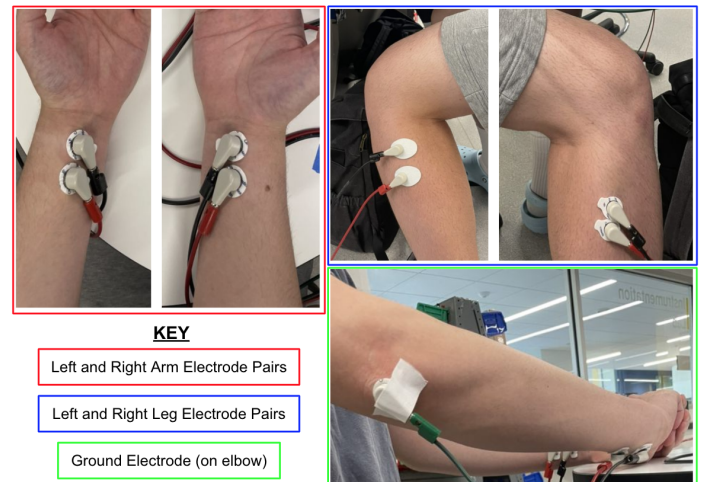 KEY
Left and Right Arm Electrode Pairs
Left and Right Leg Electrode Pairs
Ground Electrode (on elbow)